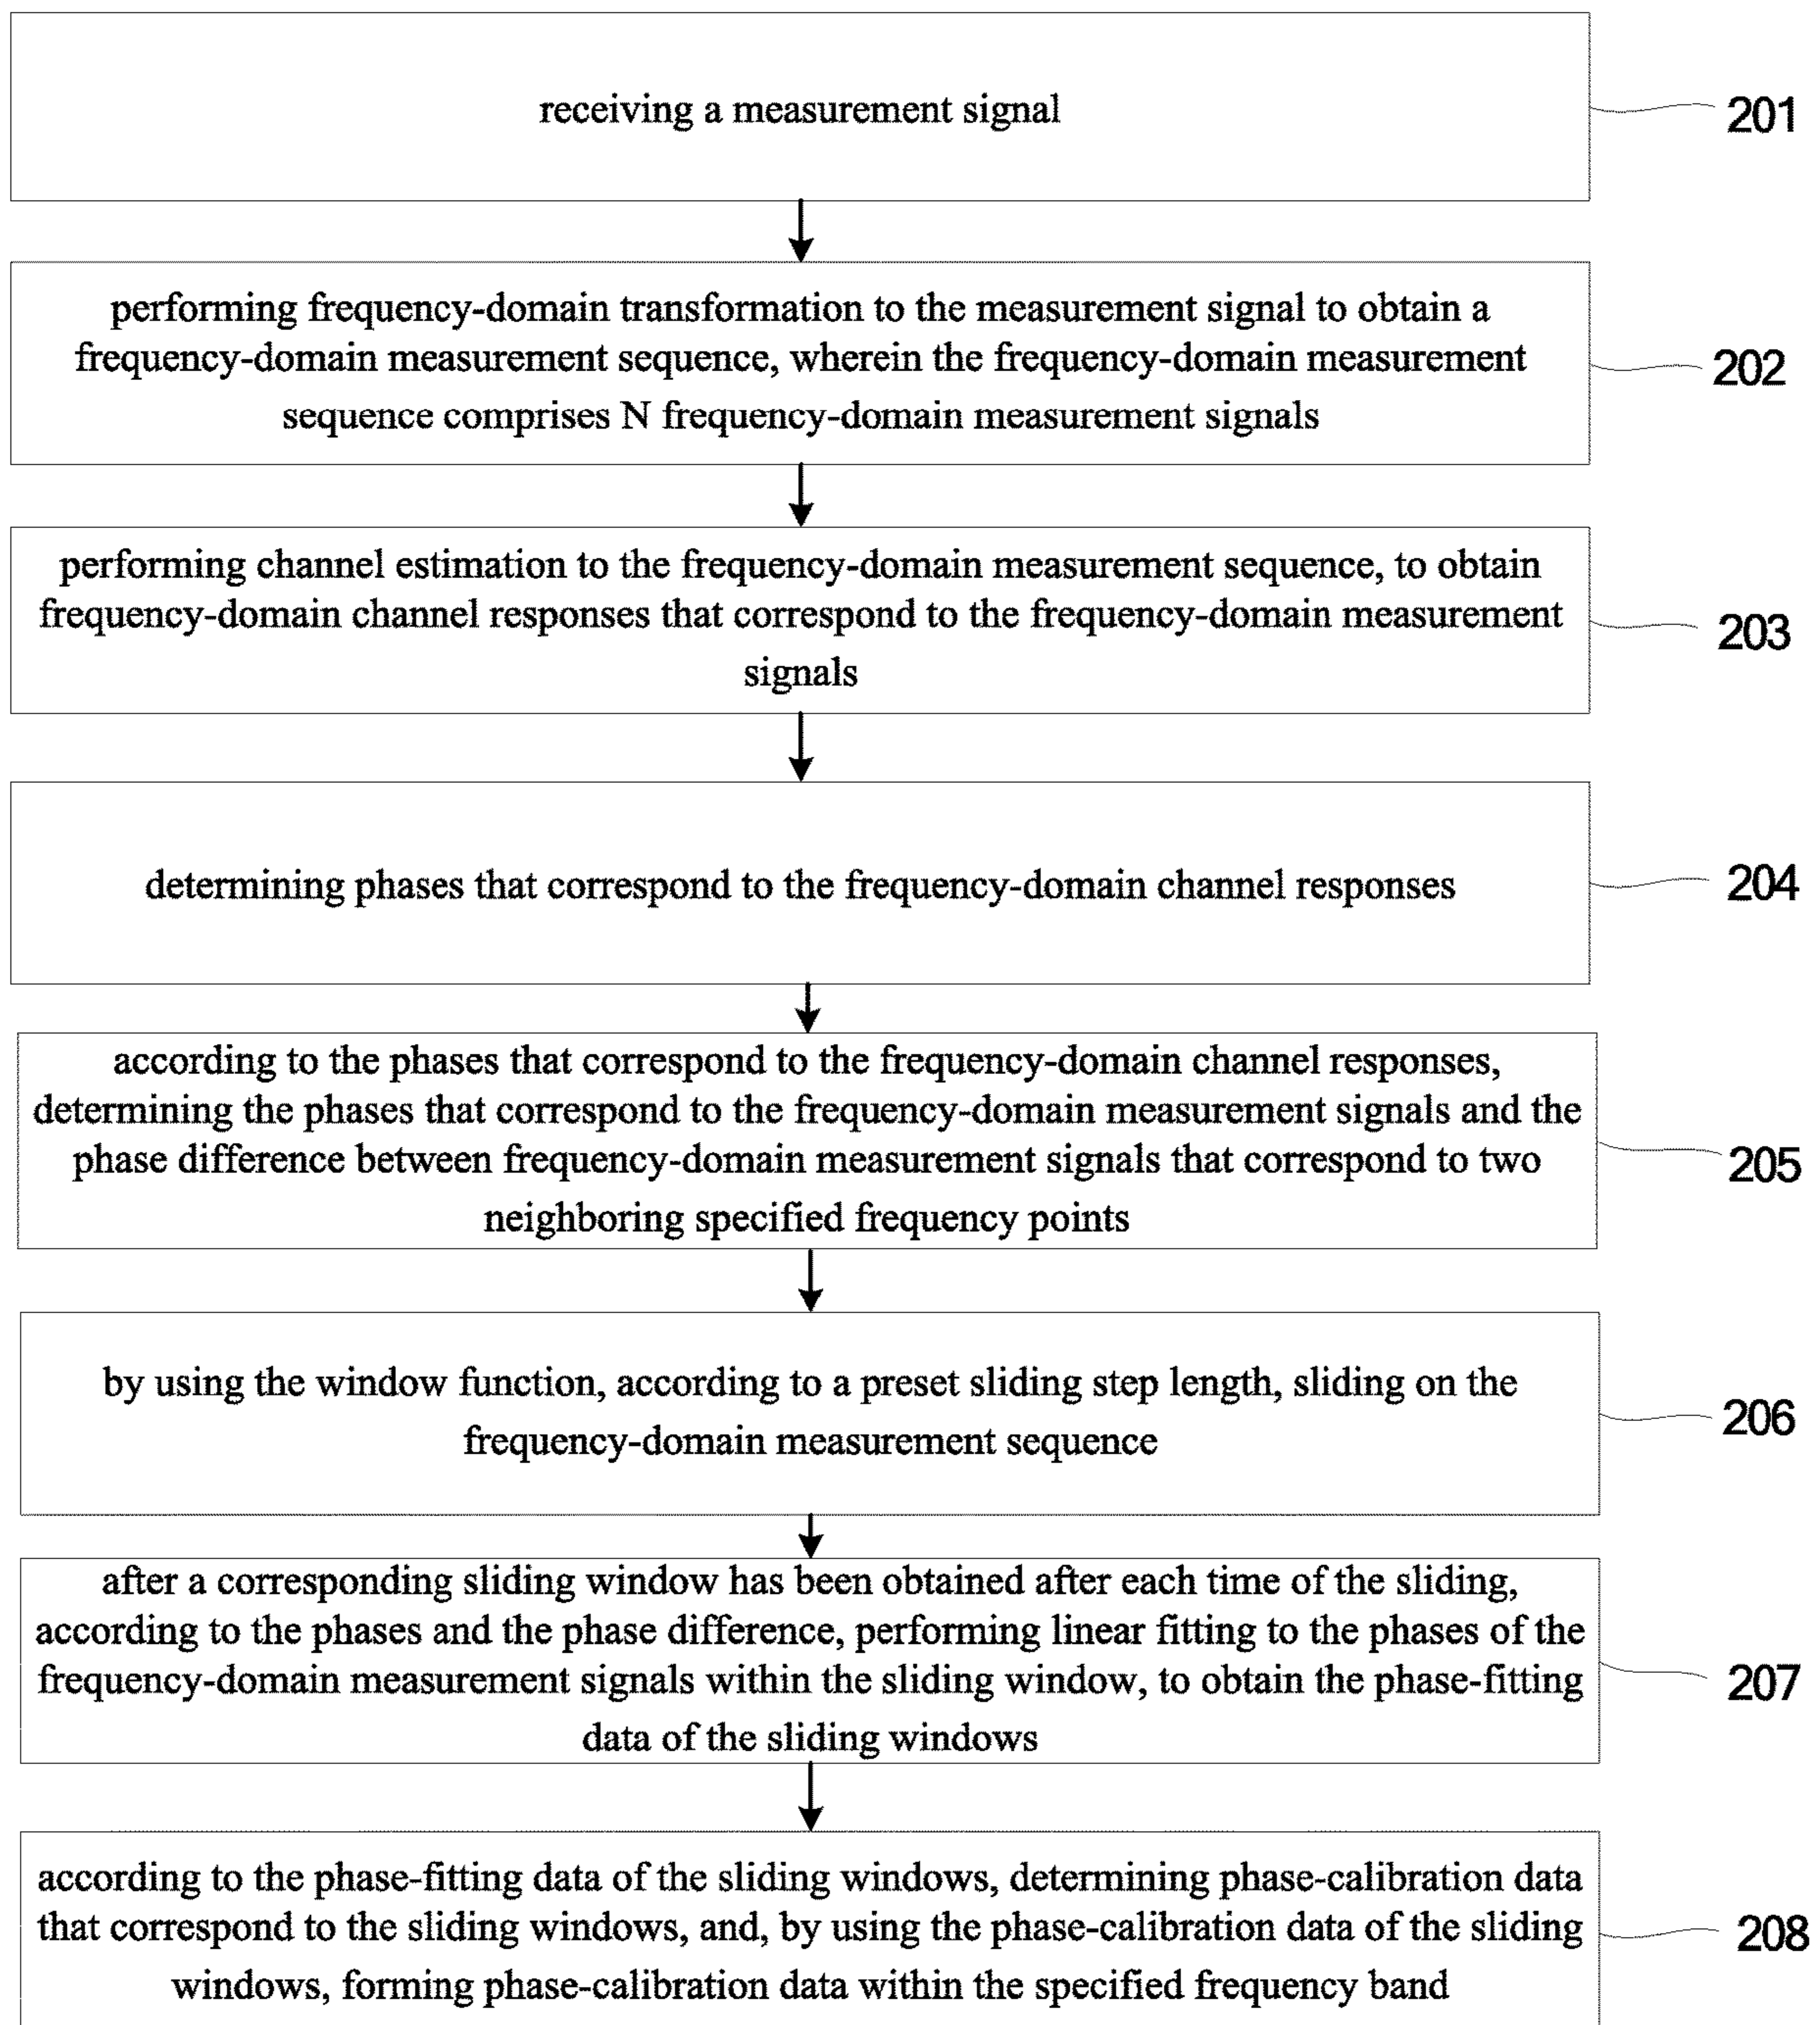 receiving a measurement signal
201
performing frequency-domain transformation to the measurement signal to obtain a
frequency-domain measurement sequence, wherein the frequency-domain measurement
sequence comprises N frequency-domain measurement signals
202
performing channel estimation to the frequency-domain measurement sequence, to obtain
frequency-domain channel responses that correspond to the frequency-domain measurement
signals
203
determining phases that correspond to the frequency-domain channel responses
204
according to the phases that correspond to the frequency-domain channel responses,
determining the phases that correspond to the frequency-domain measurement signals and the
phase difference between frequency-domain measurement signals that correspond to two
neighboring specified frequency points
205
by using the window function, according to a preset sliding step length, sliding on the
frequency-domain measurement sequence
206
after a corresponding sliding window has been obtained after each time of the sliding,
according to the phases and the phase difference, performing linear fitting to the phases of the
frequency-domain measurement signals within the sliding window, to obtain the phase-fitting
data of the sliding windows
207
according to the phase-fitting data of the sliding windows, determining phase-calibration data
that correspond to the sliding windows, and, by using the phase-calibration data of the sliding
windows, forming phase-calibration data within the specified frequency band
208